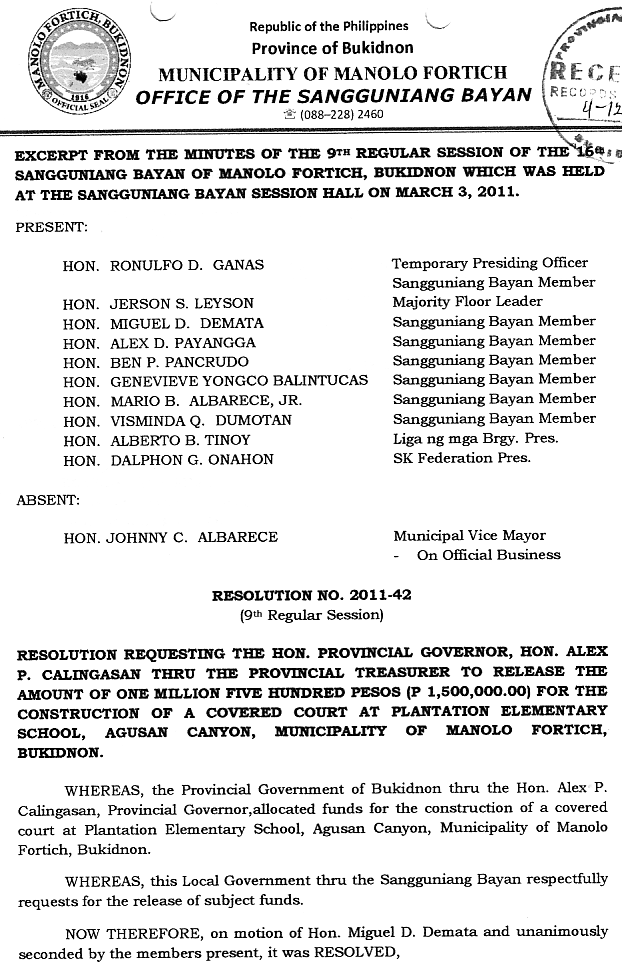 MANOLO FORTICH, BUKIDNON
1916
OFFICIAL SEAL
Republic of the Philippines
Province of Bukidnon
MUNICIPALITY OF MANOLO FORTICH
OFFICE OF THE SANGGUNIANG BAYAN
☏ (088–228) 2460
RECE
RECORDS
4-12
EXCERPT FROM THE MINUTES OF THE 9TH REGULAR SESSION OF THE 16th
SANGGUNIANG BAYAN OF MANOLO FORTICH, BUKIDNON WHICH WAS HELD
AT THE SANGGUNIANG BAYAN SESSION HALL ON MARCH 3, 2011.
PRESENT:
HON. RONULFO D. GANAS Temporary Presiding Officer
Sangguniang Bayan Member
HON. JERSON S. LEYSON Majority Floor Leader
HON. MIGUEL D. DEMATA Sangguniang Bayan Member
HON. ALEX D. PAYANGGA Sangguniang Bayan Member
HON. BEN P. PANCRUDO Sangguniang Bayan Member
HON. GENEVIEVE YONGCO BALINTUCAS Sangguniang Bayan Member
HON. MARIO B. ALBARECE, JR. Sangguniang Bayan Member
HON. VISMINDA Q. DUMOTAN Sangguniang Bayan Member
HON. ALBERTO B. TINOY Liga ng mga Brgy. Pres.
HON. DALPHON G. ONAHON SK Federation Pres.
ABSENT:
HON. JOHNNY C. ALBARECE Municipal Vice Mayor
- On Official Business
RESOLUTION NO. 2011-42
(9th Regular Session)
RESOLUTION REQUESTING THE HON. PROVINCIAL GOVERNOR, HON. ALEX
P. CALINGASAN THRU THE PROVINCIAL TREASURER TO RELEASE THE
AMOUNT OF ONE MILLION FIVE HUNDRED PESOS (P 1,500,000.00) FOR THE
CONSTRUCTION OF A COVERED COURT AT PLANTATION ELEMENTARY
SCHOOL, AGUSAN CANYON, MUNICIPALITY OF MANOLO FORTICH,
BUKIDNON.
WHEREAS, the Provincial Government of Bukidnon thru the Hon. Alex P.
Calingasan, Provincial Governor,allocated funds for the construction of a covered
court at Plantation Elementary School, Agusan Canyon, Municipality of Manolo
Fortich, Bukidnon.
WHEREAS, this Local Government thru the Sangguniang Bayan respectfully
requests for the release of subject funds.
NOW THEREFORE, on motion of Hon. Miguel D. Demata and unanimously
seconded by the members present, it was RESOLVED,